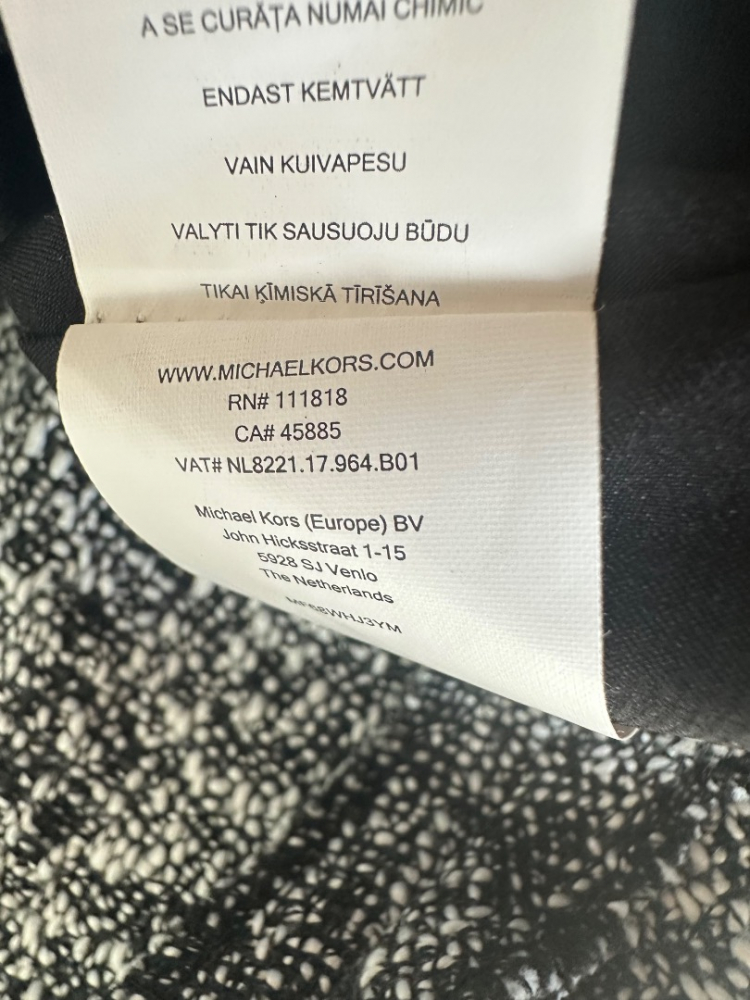 A SE CURĂȚA NUMAI CHIMIC
ENDAST KEMTVÄTT
VAIN KUIVAPESU
VALYTI TIK SAUSUOJU BŪDU
TIKAI ĶĪMISKĀ TĪRĪŠANA
WWW.MICHAELKORS.COM
RN# 111818
CA# 45885
VAT# NL8221.17.964.B01
Michael Kors (Europe) BV
John Hicksstraat 1-15
5928 SJ Venlo
The Netherlands